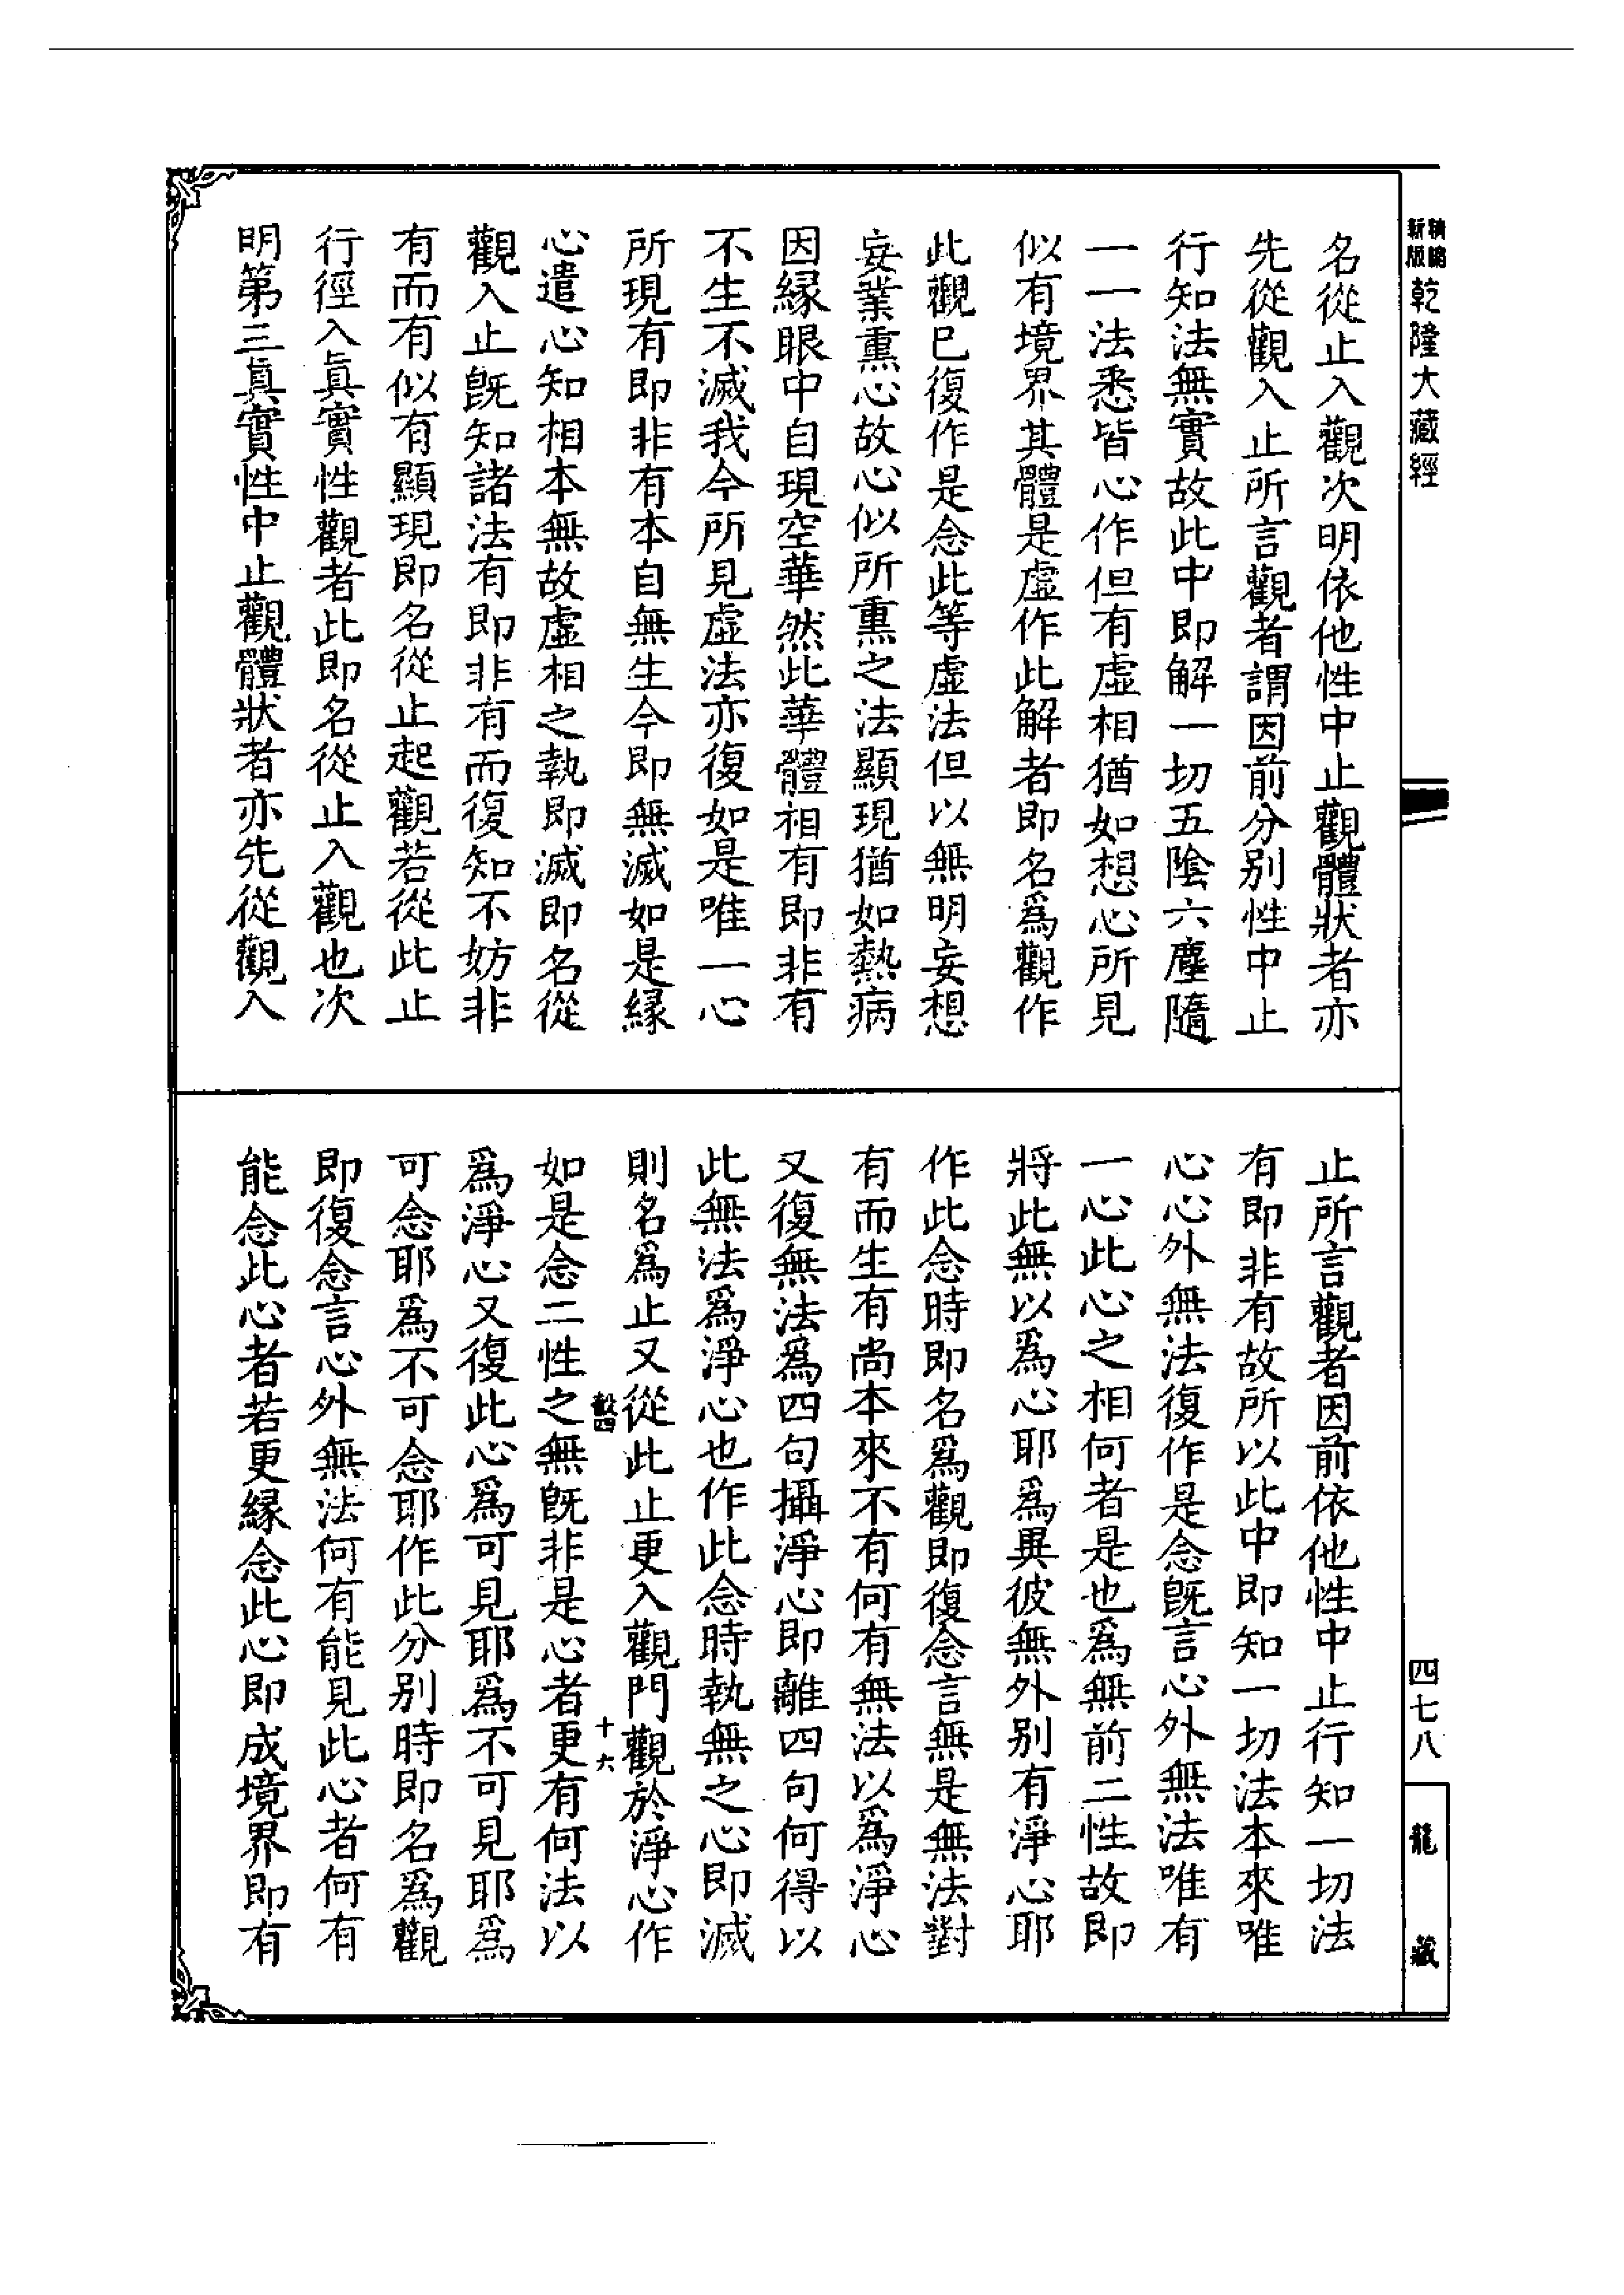 新版精縮
乾隆大藏經
名從止入觀次明依他性中止觀體狀者亦
先從觀入止所言觀者謂因前分別性中止
行知法無實故此中即解一切五陰六塵隨
一一法悉皆心作但有虛相猶如想心所見
似有境界其體是虛作此解者即名爲觀作
此觀已復作是念此等虛法但以無明妄想
妄業熏心故心似所熏之法顯現猶如熱病
因緣眼中自現空華然此華體相有即非有
不生不滅我今所見虛法亦復如是唯一心
所現有即非有本自無生今即無滅如是緣
心遣心知相本無故虛相之執即滅即名從
觀入止既知諸法有即非有而復知不妨非
有而有似有顯現即名從止起觀若從此止
行徑入眞實性觀者此即名從止入觀也次
明第三眞實性中止觀體狀者亦先從觀入
止所言觀者因前依他性中止行知一切法
有即非有故所以此中即知一切法本來唯
心心外無法復作是念既言心外無法唯有
一心此心之相何者是也爲無前二性故即
將此無以爲心耶爲異彼無外別有淨心耶
作此念時即名爲觀即復念言無是無法對
有而生有尚本來不有何有無法以爲淨心
又復無法爲四句攝淨心即離四句何得以
此無法爲淨心也作此念時執無之心即滅
則名爲止又從此止更入觀門觀於淨心作
如是念二性之無既非是心者更有何法以
爲淨心又復此心爲可見耶爲不可見耶爲
可念耶爲不可念耶作此分別時即名爲觀
即復念言心外無法何有能見此心者何有
能念此心者若更緣念此心即成境界即有
十六
四七八
龍藏